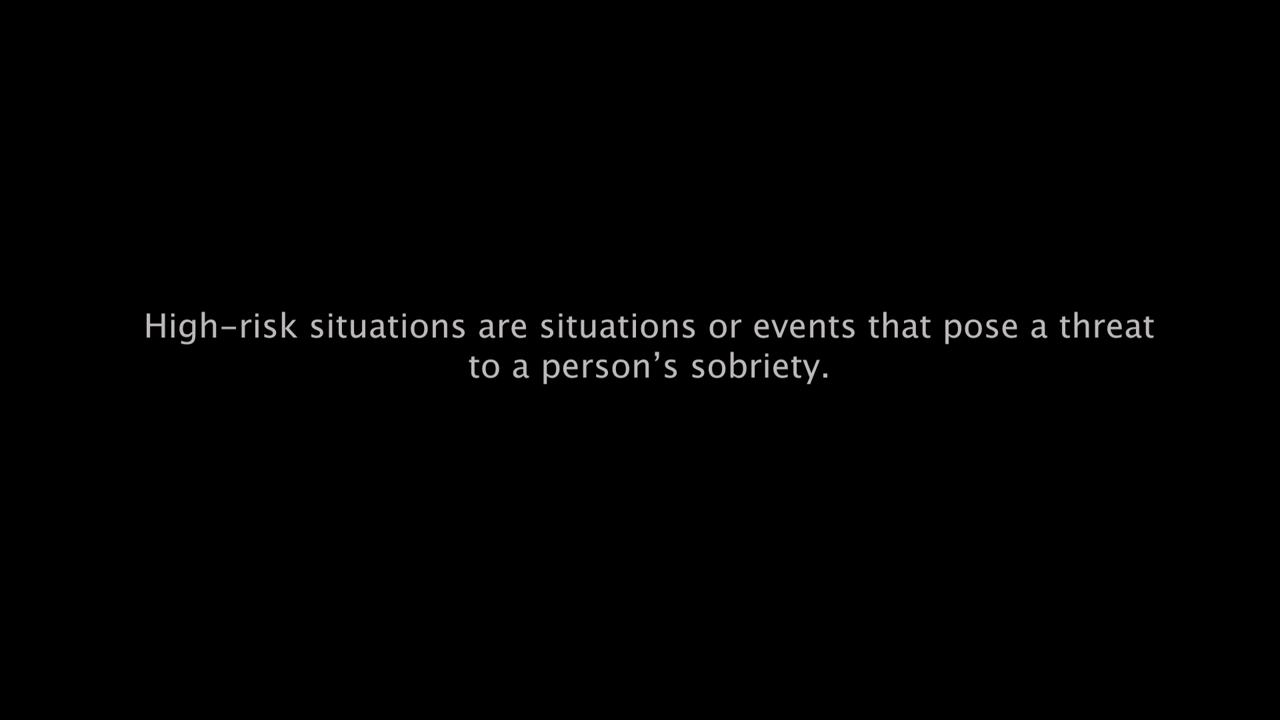 High–risk situations are situations or events that pose a threat
to a person’s sobriety.